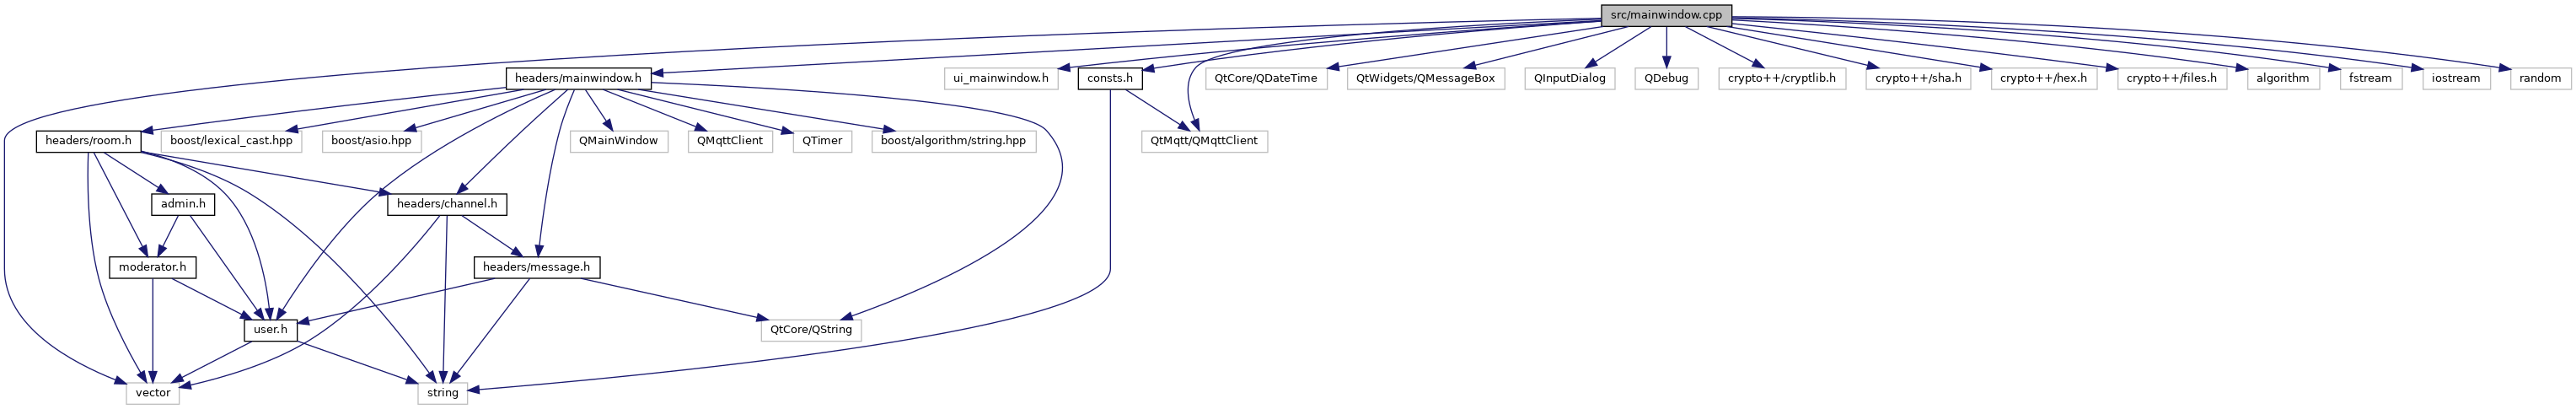 src/mainwindow.cpp
headers/mainwindow.h
ui_mainwindow.h
consts.h
QtCore/QDateTime
QtWidgets/QMessageBox
QInputDialog
QDebug
crypto++/cryptlib.h
crypto++/sha.h
crypto++/hex.h
crypto++/files.h
algorithm
fstream
iostream
random
headers/room.h
boost/lexical_cast.hpp
boost/asio.hpp
QMainWindow
QMqttClient
QTimer
boost/algorithm/string.hpp
QtMqtt/QMqttClient
admin.h
headers/channel.h
moderator.h
headers/message.h
user.h
QtCore/QString
vector
string